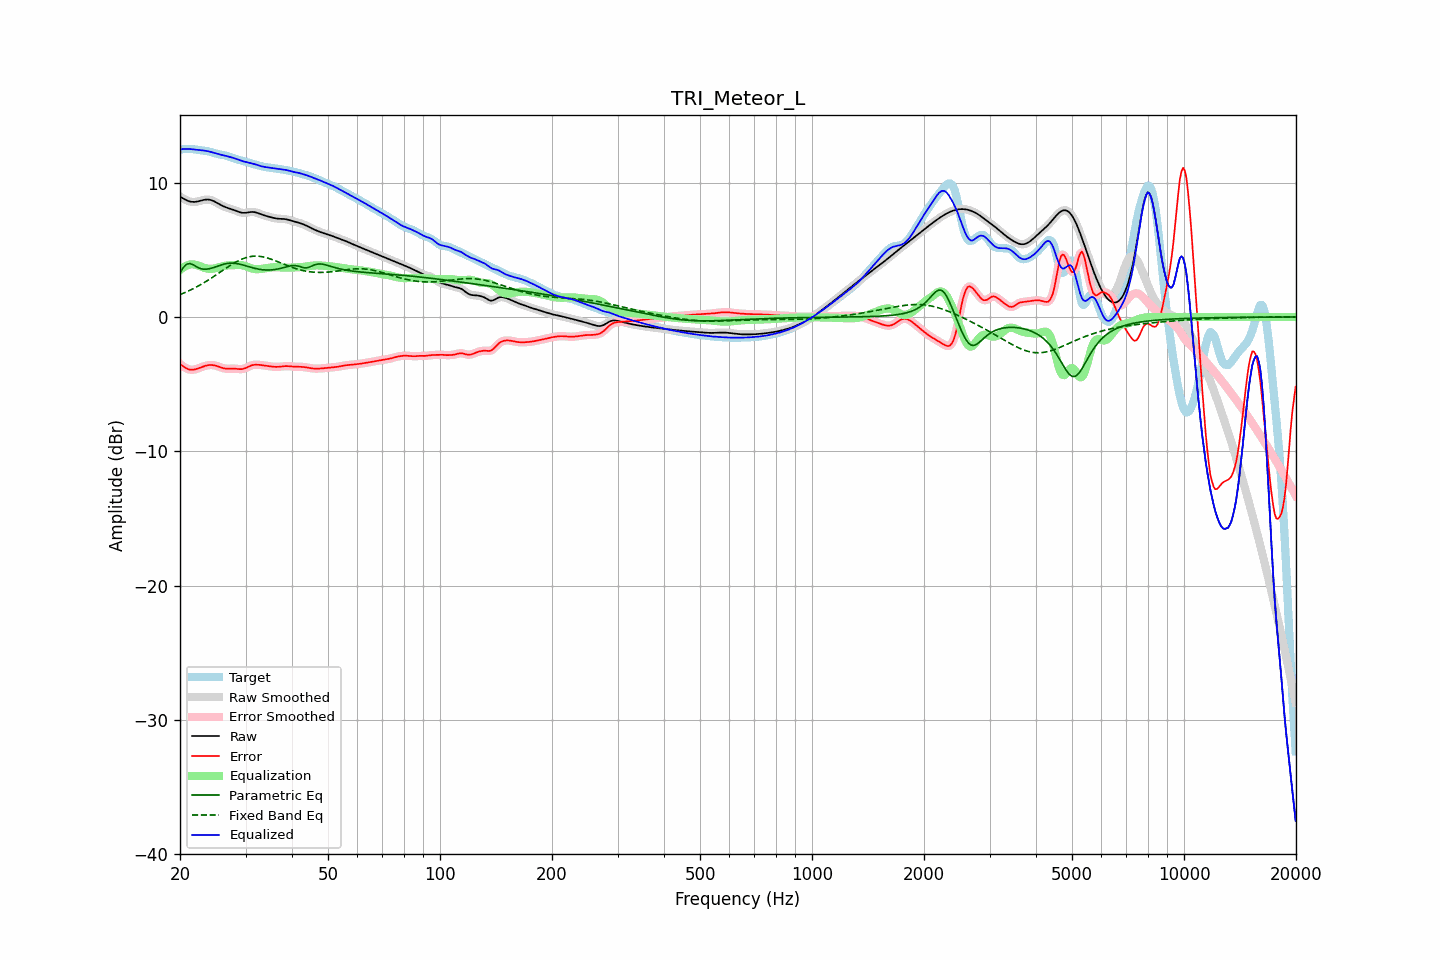 TRI_Meteor_L
Amplitude (dBr)
10
0
−10
−20
−30
−40
Target
Raw Smoothed
Error Smoothed
Raw
Error
Equalization
Parametric Eq
Fixed Band Eq
Equalized
20 50 100 200 500 1000 2000 5000 10000 20000
Frequency (Hz)